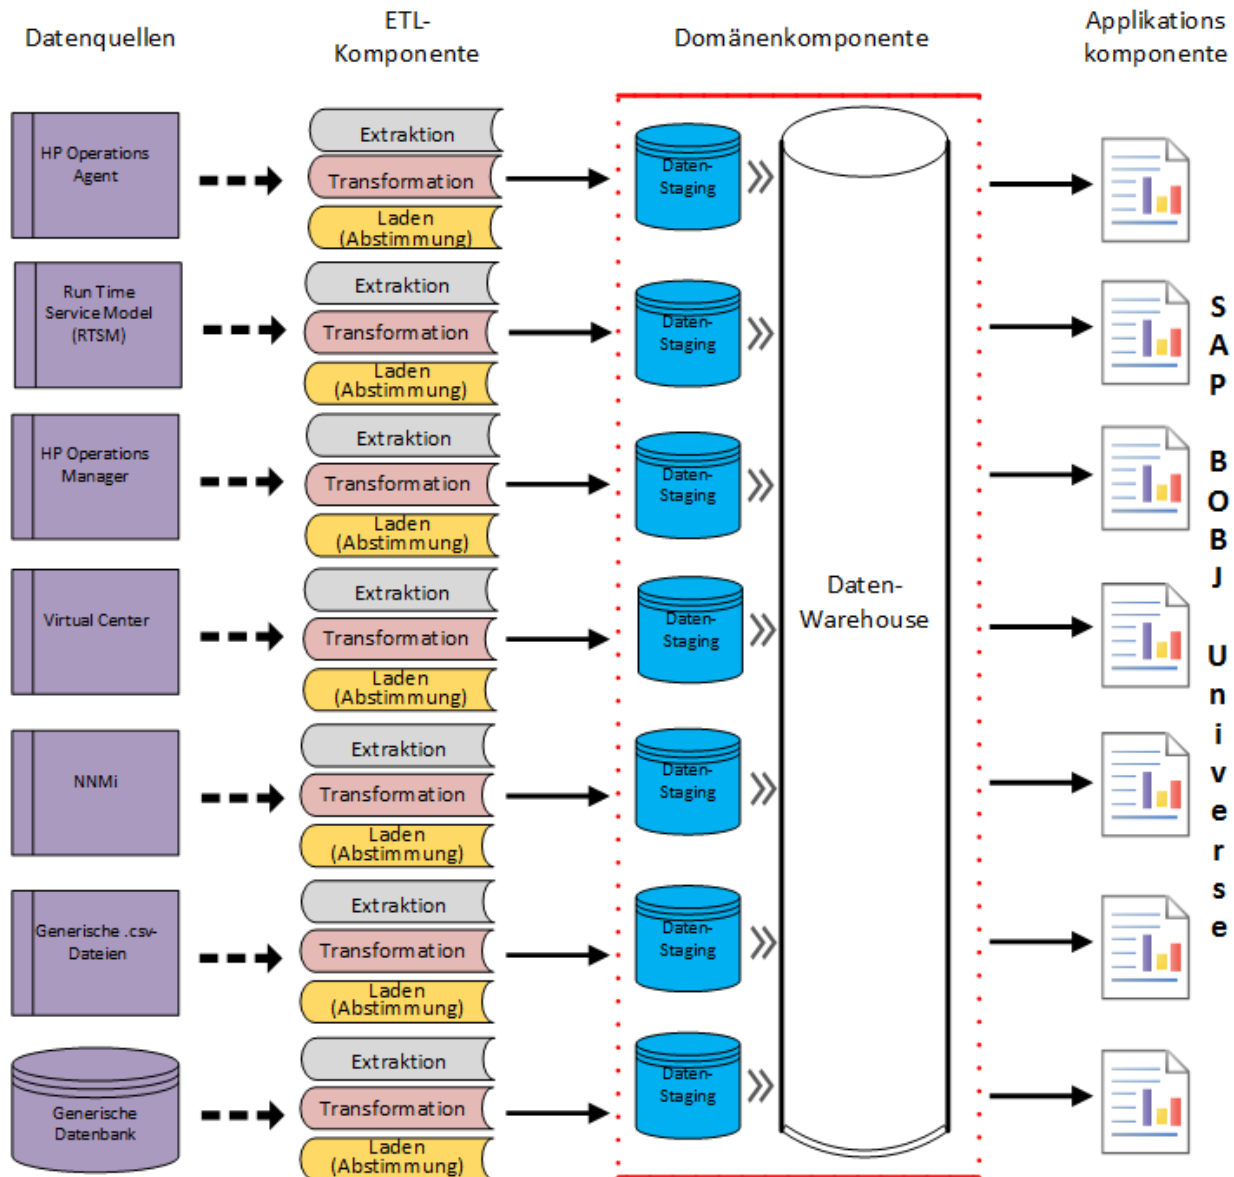 Datenquellen
ETL-
Komponente
Domänenkomponente
Applikations
komponente
HP Operations
Agent
Extraktion
Transformation
Laden
(Abstimmung)
Daten-
Staging
Run Time
Service Model
(RTSM)
Extraktion
Transformation
Laden
(Abstimmung)
Daten-
Staging
HP Operations
Manager
Extraktion
Transformation
Laden
(Abstimmung)
Daten-
Staging
Virtual Center
Extraktion
Transformation
Laden
(Abstimmung)
Daten-
Staging
NNMi
Extraktion
Transformation
Laden
(Abstimmung)
Daten-
Staging
Generische .csv-
Dateien
Extraktion
Transformation
Laden
(Abstimmung)
Daten-
Staging
Generische
Datenbank
Extraktion
Transformation
Laden
(Abstimmung)
Daten-
Staging
Daten-
Warehouse
SAP BOBJ Universe